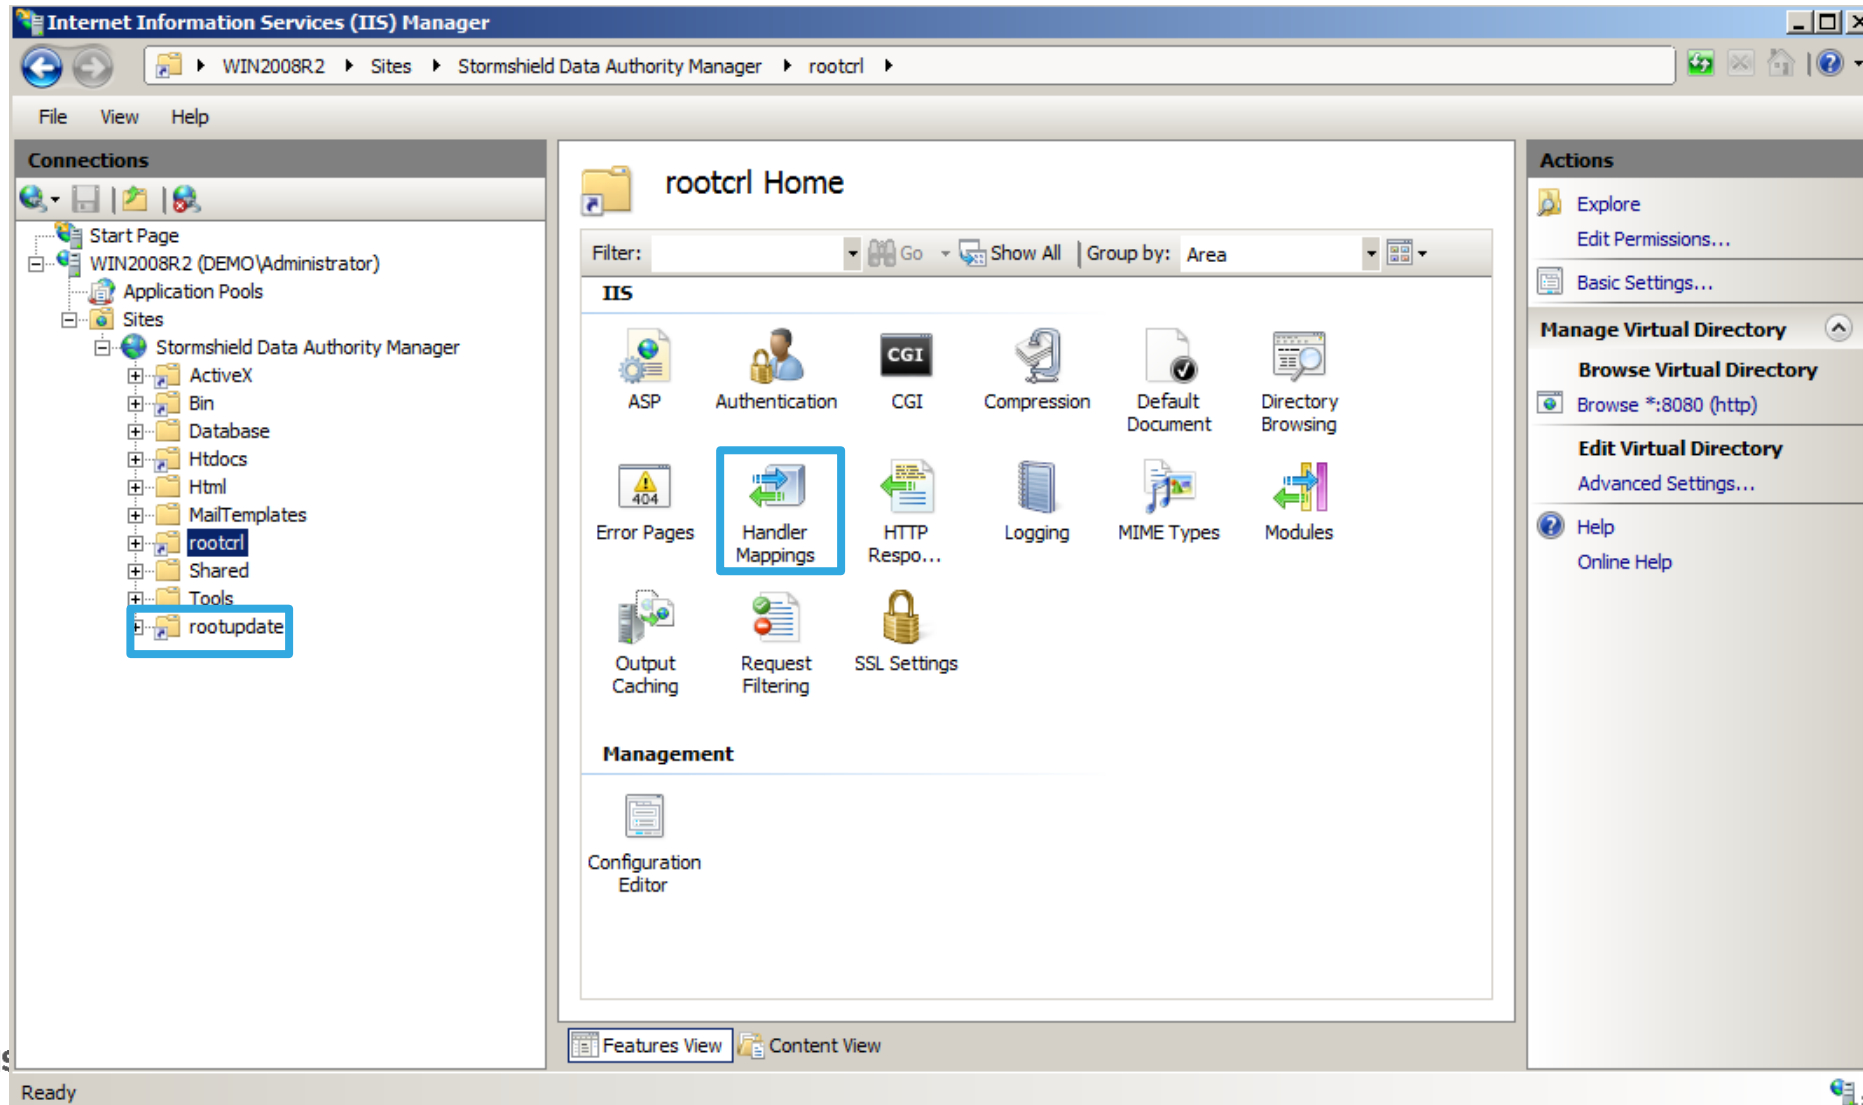 Internet Information Services (IIS) Manager
WIN2008R2 Sites Stormshield Data Authority Manager rootcrl
File View Help
Connections
Start Page
WIN2008R2 (DEMO\Administrator)
Application Pools
Sites
Stormshield Data Authority Manager
ActiveX
Bin
Database
Htdocs
Html
MailTemplates
rootcrl
Shared
Tools
rootupdate
rootcrl Home
Filter: Go Show All Group by: Area
IIS
ASP
Authentication
CGI
Compression
Default
Document
Directory
Browsing
404
Error Pages
Handler
Mappings
HTTP
Respo...
Logging
MIME Types
Modules
Output
Caching
Request
Filtering
SSL Settings
Management
Configuration
Editor
Features View Content View
Actions
Explore
Edit Permissions...
Basic Settings...
Manage Virtual Directory
Browse Virtual Directory
Browse *:8080 (http)
Edit Virtual Directory
Advanced Settings...
Help
Online Help
Ready